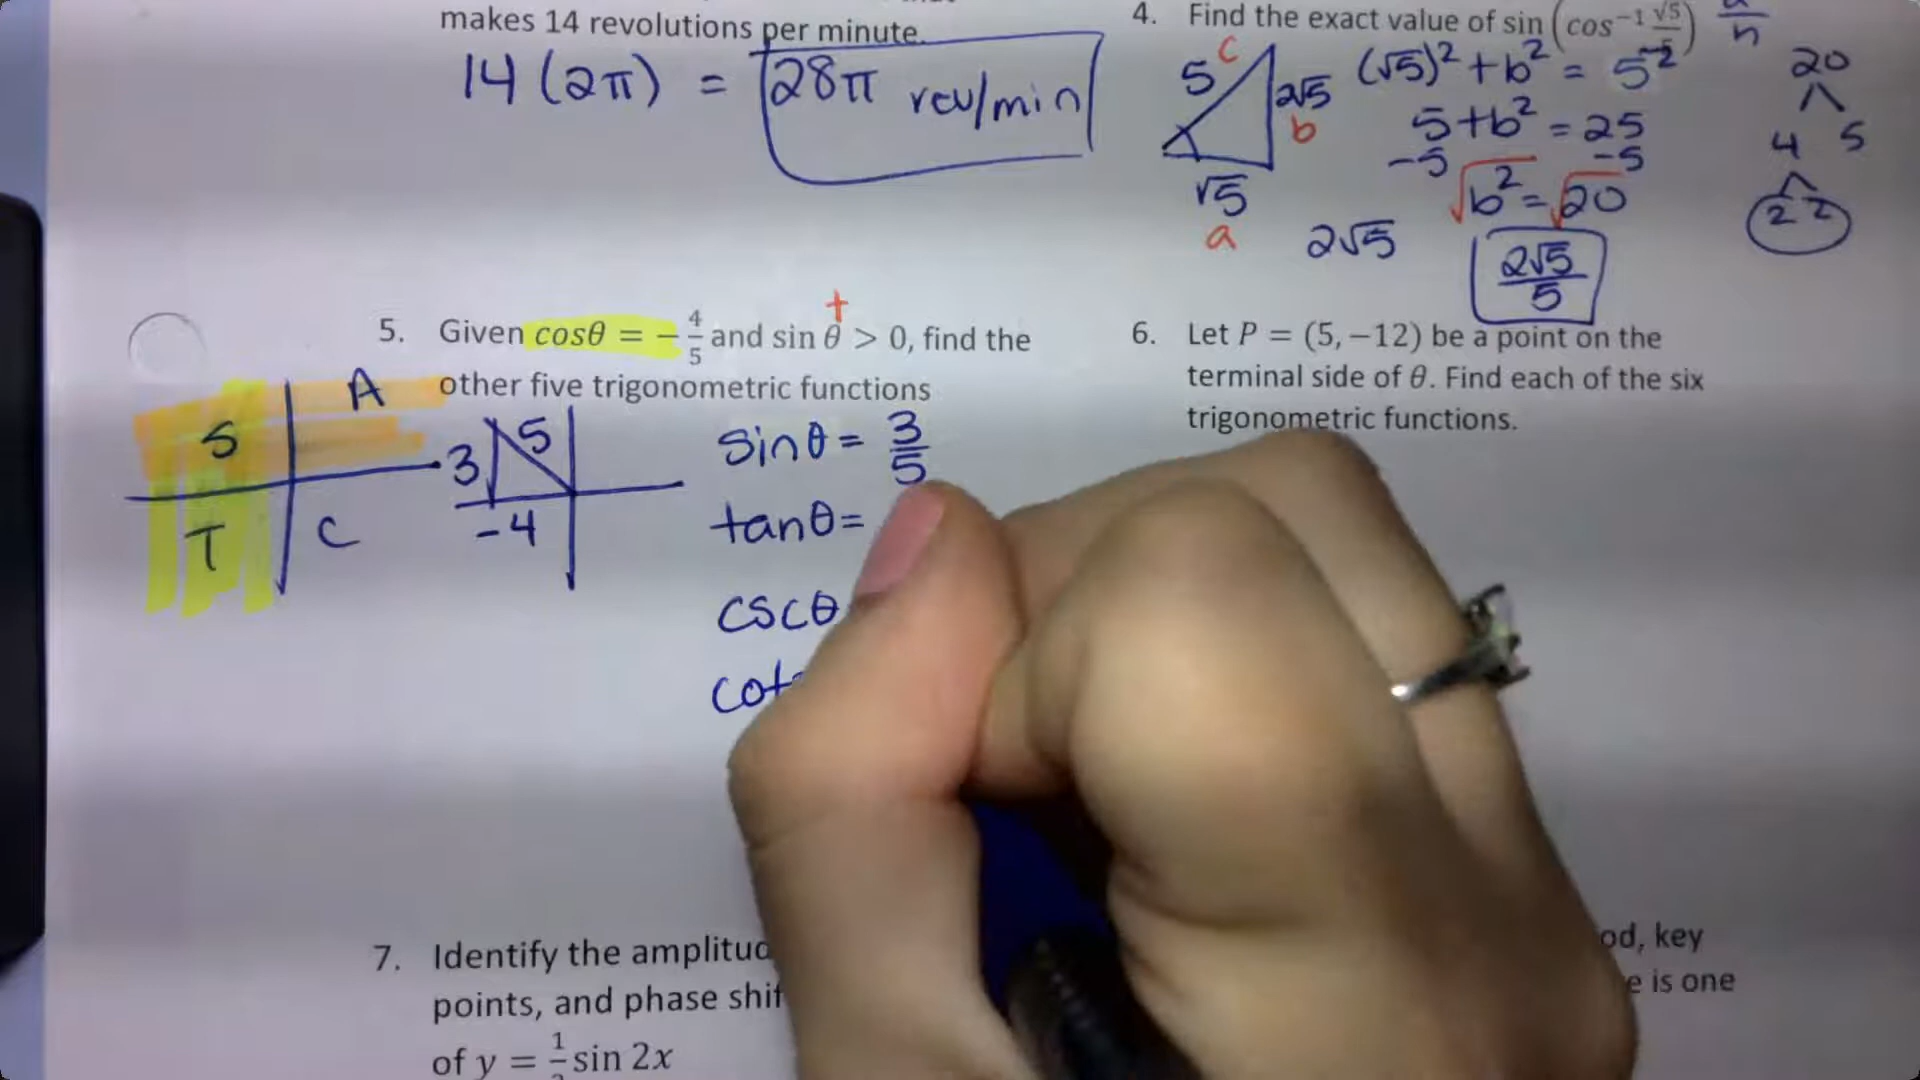 makes 14 revolutions per minute.
14 (2π) = 28π rev/min
4. Find the exact value of sin (cos⁻¹ √5/5)
5 c 2√5 b √5 a
(√5)² + b² = 5²
5 + b² = 25
-5 -5
√b² = √20
2√5
2√5/5
20
4 5
2 2
5. Given cosθ = − 4/5 and sin θ > 0, find the
+
other five trigonometric functions
S A
T C
3 5
-4
sinθ = 3/5
tanθ =
cscθ
cot
6. Let P = (5, −12) be a point on the
terminal side of θ. Find each of the six
trigonometric functions.
7. Identify the amplitud
points, and phase shif
of y = sin 2x
od, key
e is one